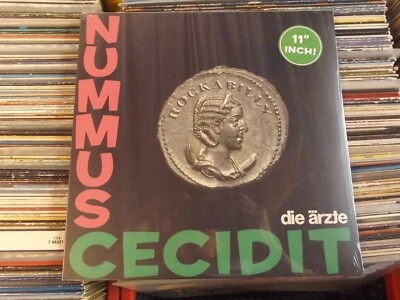 NUMMUS
CECIDIT
11"
INCH!
ROCKABILLY
die ärzte